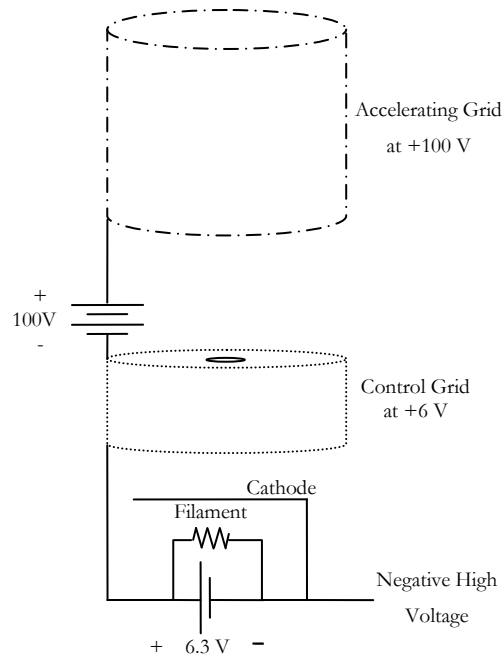 Accelerating Grid
at +100 V
+
100V
-
Control Grid
at +6 V
Cathode
Filament
Negative High
Voltage
+ 6.3 V –